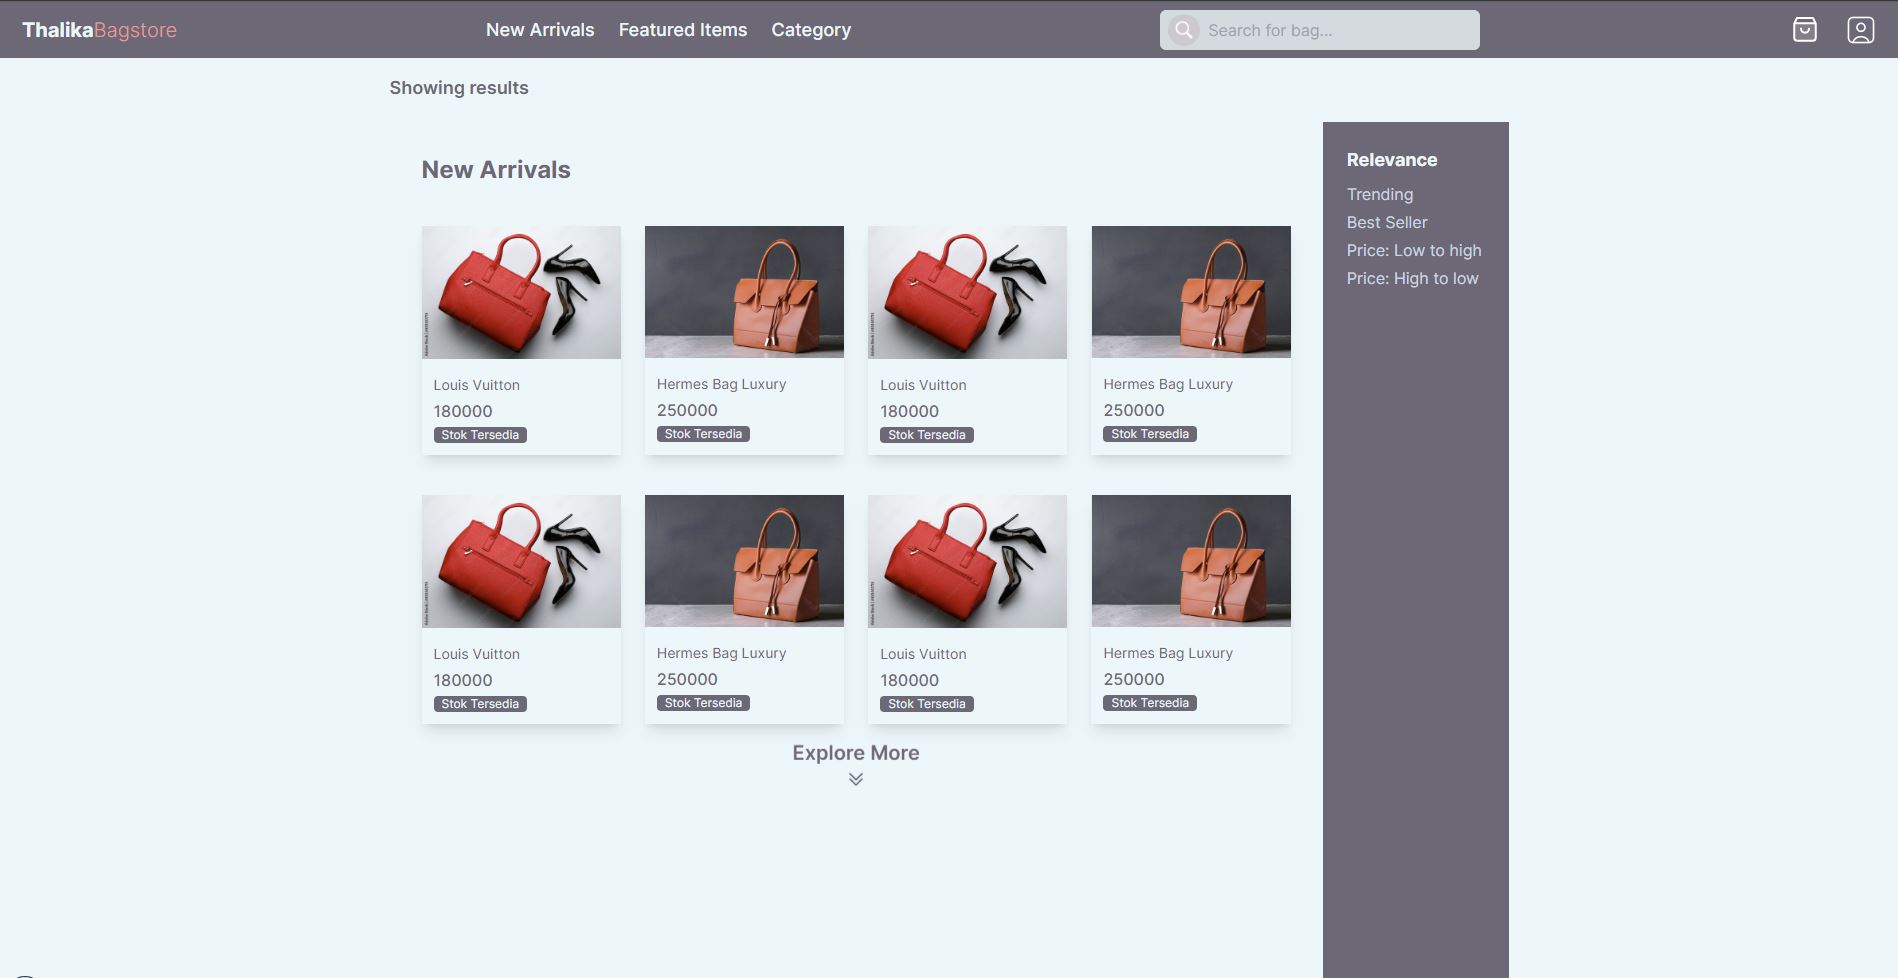 ThalikaBagstore
New Arrivals
Featured Items
Category
Search for bag...
Showing results
New Arrivals
Louis Vuitton
180000
Stok Tersedia
Hermes Bag Luxury
250000
Stok Tersedia
Louis Vuitton
180000
Stok Tersedia
Hermes Bag Luxury
250000
Stok Tersedia
Louis Vuitton
180000
Stok Tersedia
Hermes Bag Luxury
250000
Stok Tersedia
Louis Vuitton
180000
Stok Tersedia
Hermes Bag Luxury
250000
Stok Tersedia
Explore More
Relevance
Trending
Best Seller
Price: Low to high
Price: High to low